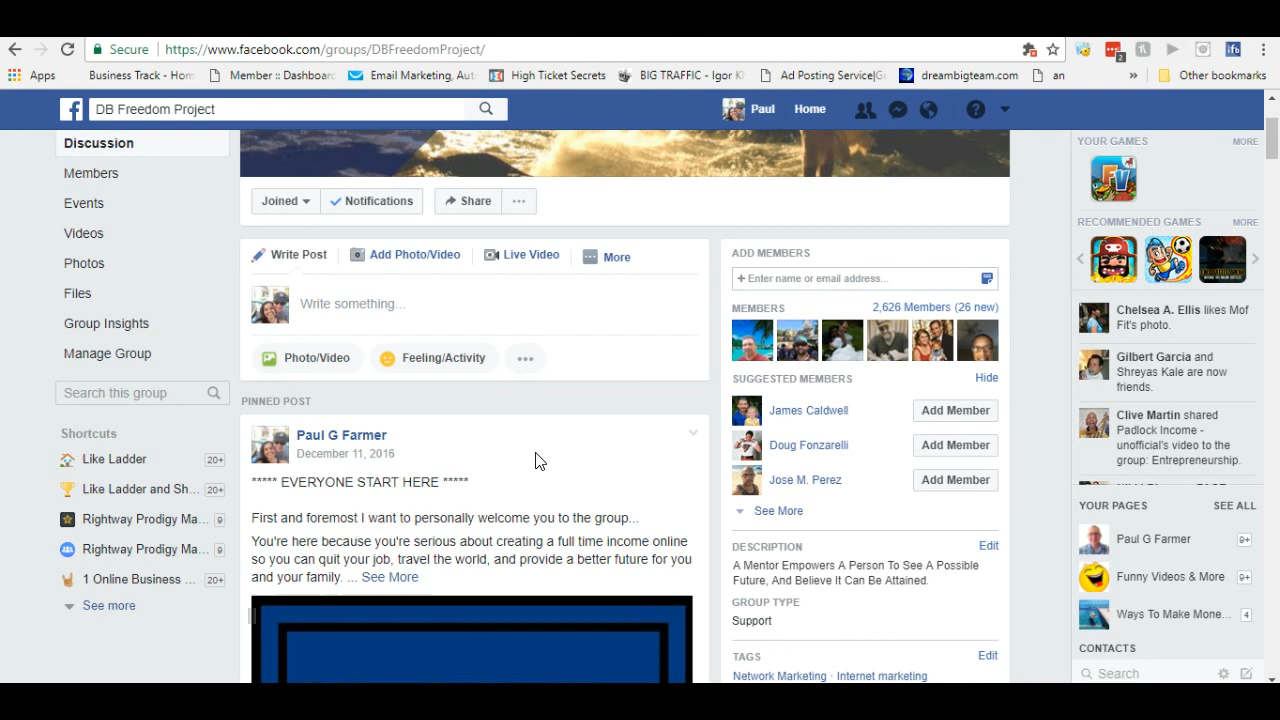 Secure
https://www.facebook.com/groups/DBFreedomProject/
2
ifb
Apps
Business Track - Hom
Member :: Dashboard
Email Marketing, Aut
High Ticket Secrets
BIG TRAFFIC - Igor K
Ad Posting Service|G
dreambigteam.com
an
»
Other bookmarks
f
DB Freedom Project
Paul
Home
Discussion
Members
Events
Videos
Photos
Files
Group Insights
Manage Group
Search this group
Shortcuts
Like Ladder
20+
Like Ladder and Sh...
20+
Rightway Prodigy Ma...
9
Rightway Prodigy Ma...
9
1 Online Business ...
20+
See more
Joined
Notifications
Share
Write Post
Add Photo/Video
Live Video
More
Write something...
Photo/Video
Feeling/Activity
PINNED POST
Paul G Farmer
December 11, 2016
***** EVERYONE START HERE *****
First and foremost I want to personally welcome you to the group...
You're here because you're serious about creating a full time income online
so you can quit your job, travel the world, and provide a better future for you
and your family. ... See More
ADD MEMBERS
+ Enter name or email address...
MEMBERS
2,626 Members (26 new)
SUGGESTED MEMBERS
Hide
James Caldwell
Add Member
Doug Fonzarelli
Add Member
Jose M. Perez
Add Member
See More
DESCRIPTION
Edit
A Mentor Empowers A Person To See A Possible
Future, And Believe It Can Be Attained.
GROUP TYPE
Support
TAGS
Edit
Network Marketing · Internet marketing
YOUR GAMES
MORE
FV
RECOMMENDED GAMES
MORE
Chelsea A. Ellis likes Mof
Fit's photo.
Gilbert Garcia and
Shreyas Kale are now
friends.
Clive Martin shared
Padlock Income -
unofficial's video to the
group: Entrepreneurship.
YOUR PAGES
SEE ALL
Paul G Farmer
9+
Funny Videos & More
9+
Ways To Make Mone...
4
CONTACTS
Search